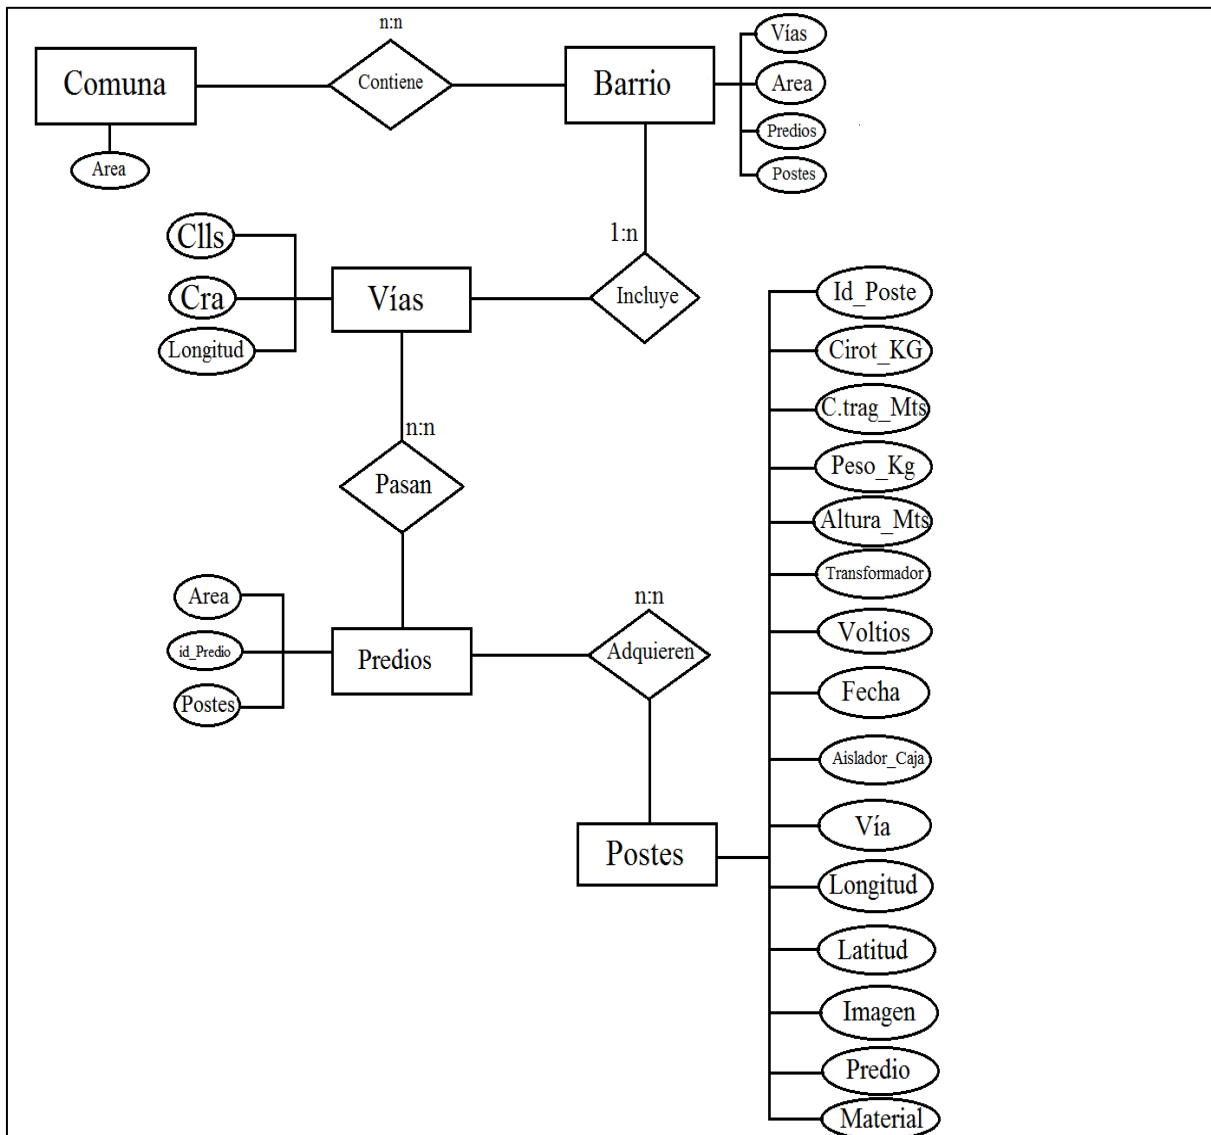 n:n
Comuna
Contiene
Barrio
Vías
Area
Predios
Postes
Area
Clls
Cra
Longitud
Vías
1:n
Incluye
n:n
Pasan
Area
id_Predio
Postes
Predios
n:n
Adquieren
Postes
Id_Poste
Cirot_KG
C.trag_Mts
Peso_Kg
Altura_Mts
Transformador
Voltios
Fecha
Aislador_Caja
Vía
Longitud
Latitud
Imagen
Predio
Material